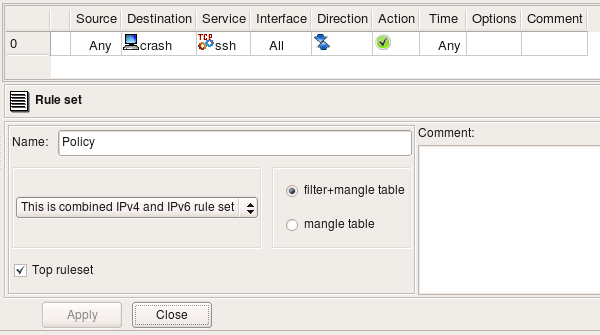 Source Destination Service Interface Direction Action Time Options Comment
0 Any crash TCP ssh All Any
Rule set
Name: Policy
Comment:
This is combined IPv4 and IPv6 rule set
filter+mangle table
mangle table
Top ruleset
Apply Close